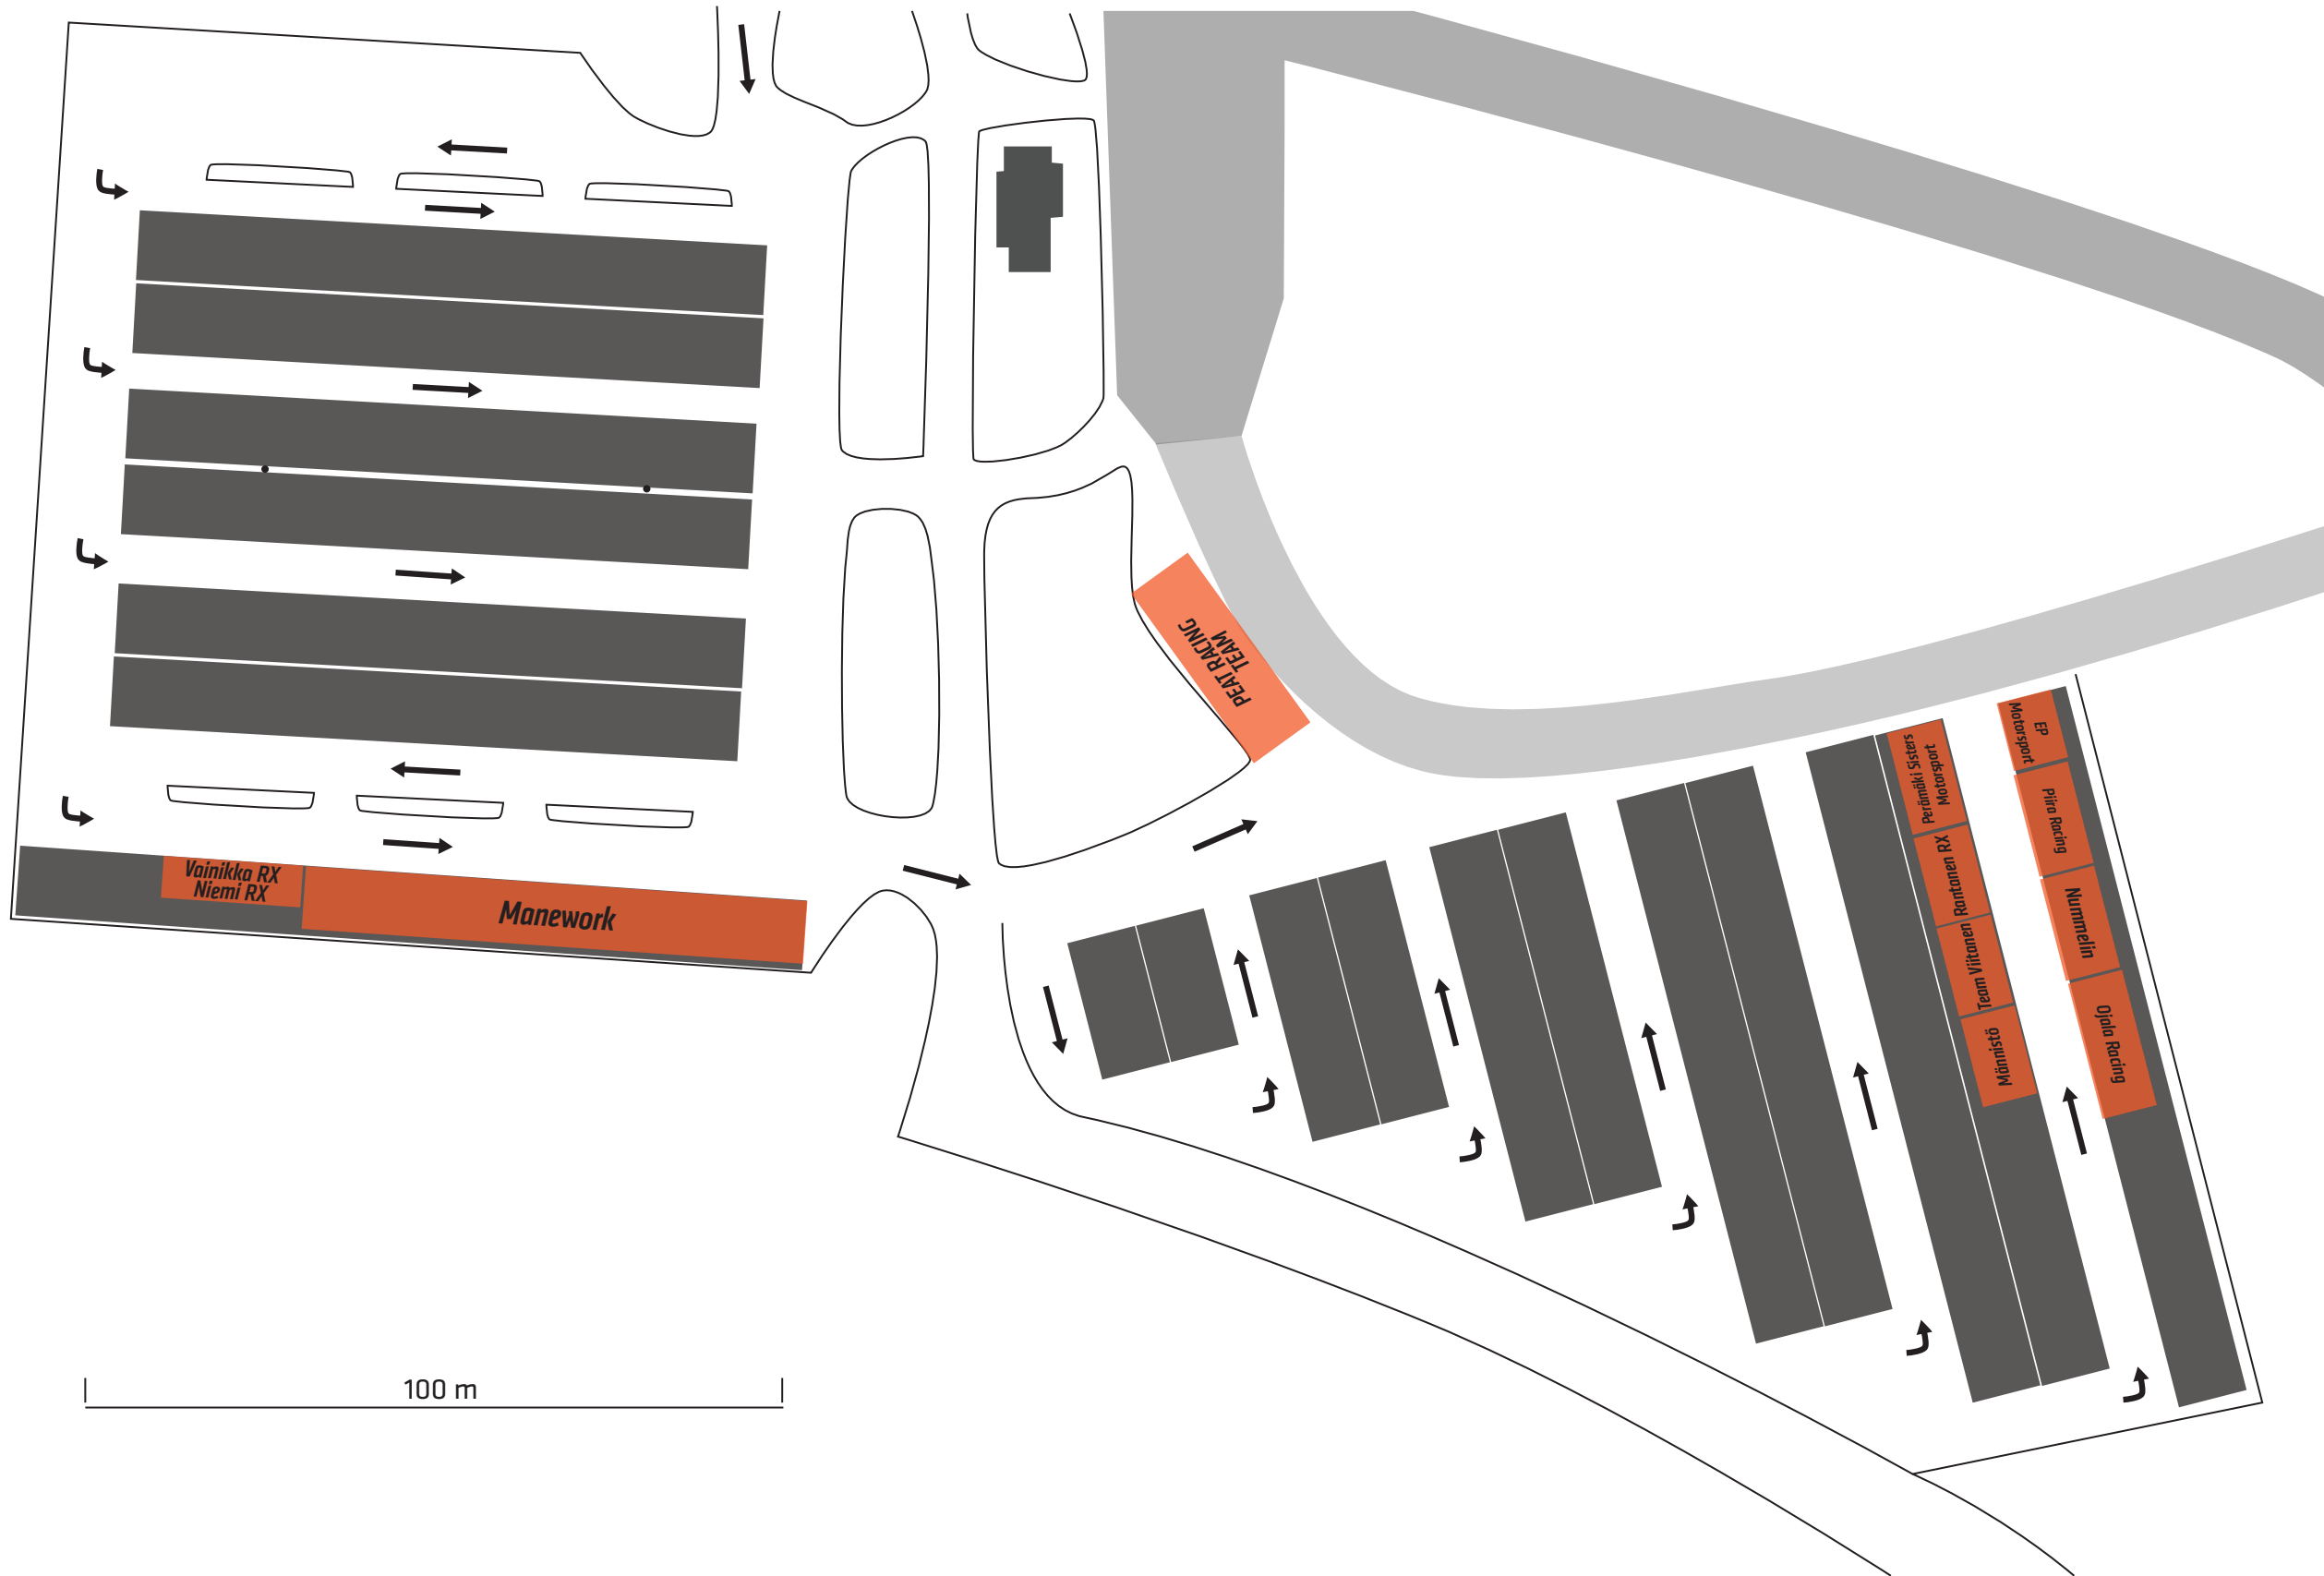 PEAT RACING
TEAM
EP
Motorsport
Perämäki Sisters
Motorsport
Piira Racing
Rantanen RX
Nummelin
Team Viitanen
Ojala Racing
Männistö
Vainikka RX
Niemi RX
Manework
100 m